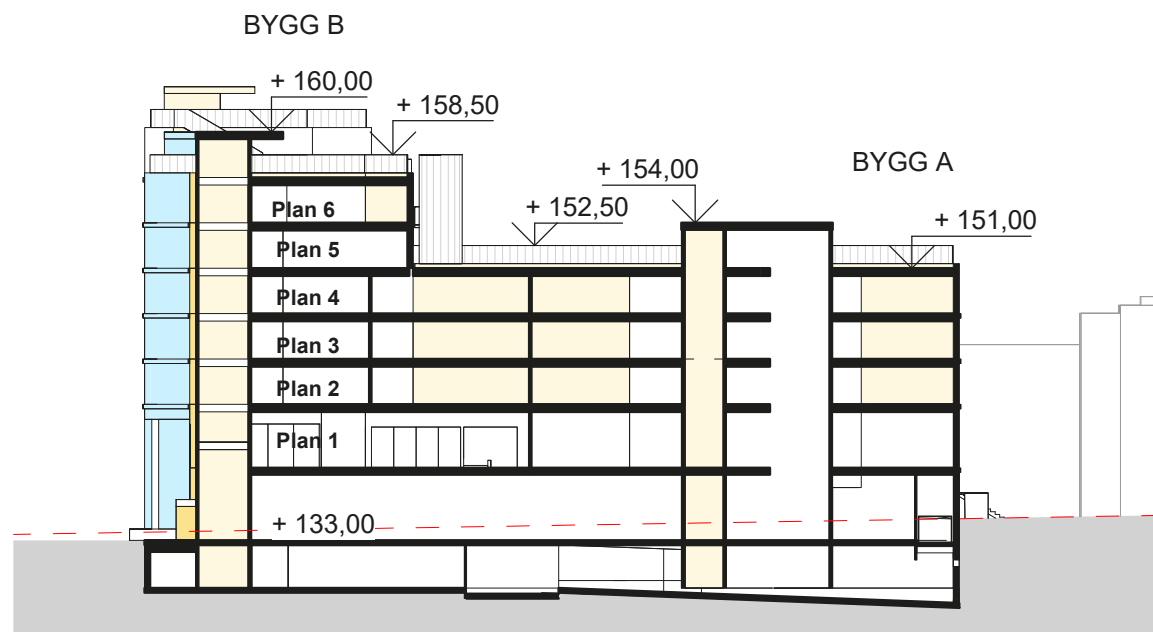 BYGG B
+ 160,00
+ 158,50
BYGG A
+ 154,00
+ 152,50
+ 151,00
Plan 6
Plan 5
Plan 4
Plan 3
Plan 2
Plan 1
+ 133,00